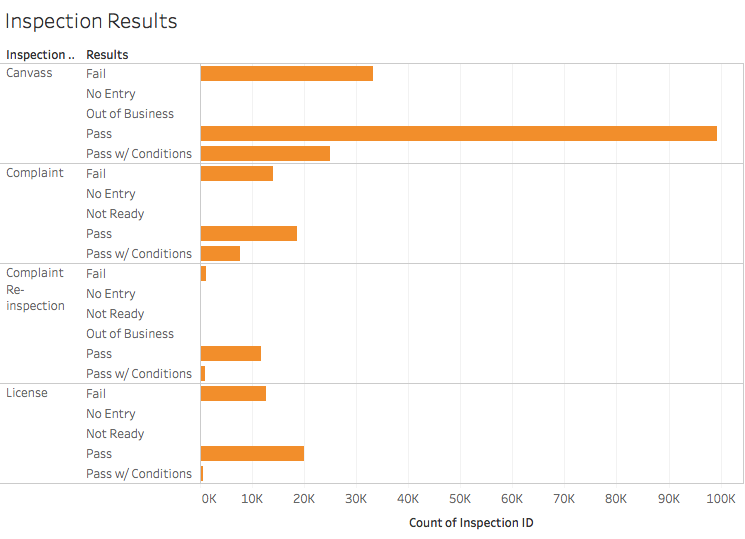 Inspection Results
Inspection .. Results
Canvass Fail
No Entry
Out of Business
Pass
Pass w/ Conditions
Complaint Fail
No Entry
Not Ready
Pass
Pass w/ Conditions
Complaint Fail
Re- No Entry
inspection Not Ready
Out of Business
Pass
Pass w/ Conditions
License Fail
No Entry
Not Ready
Pass
Pass w/ Conditions
0K 10K 20K 30K 40K 50K 60K 70K 80K 90K 100K
Count of Inspection ID